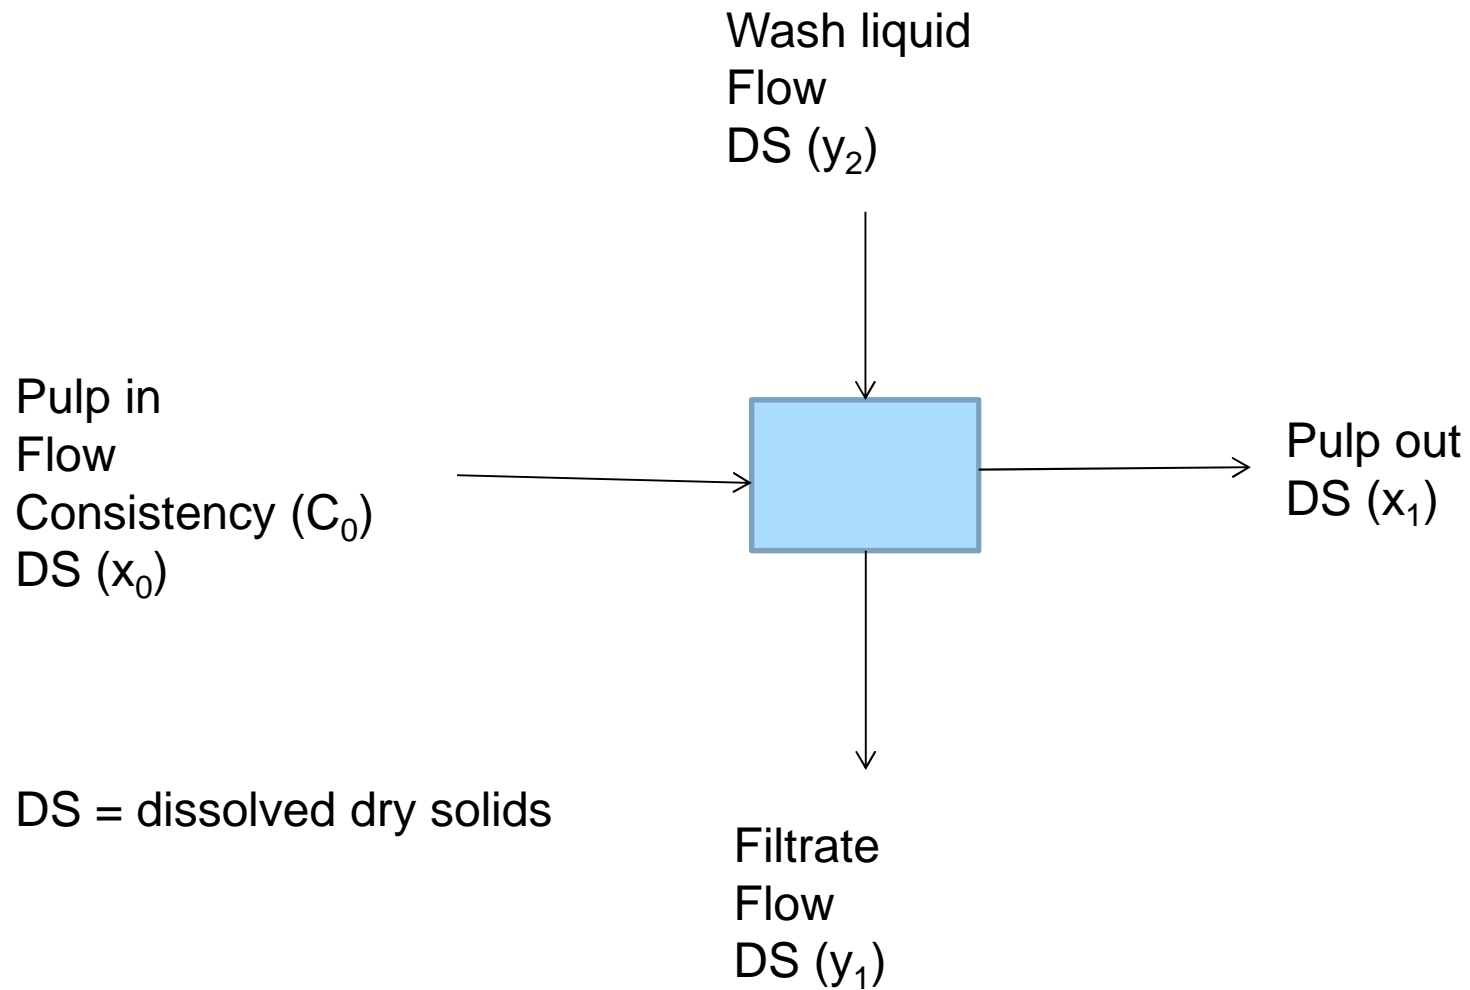 Wash liquid
Flow
DS (y₂)
Pulp in
Flow
Consistency (C₀)
DS (x₀)
Pulp out
DS (x₁)
DS = dissolved dry solids
Filtrate
Flow
DS (y₁)